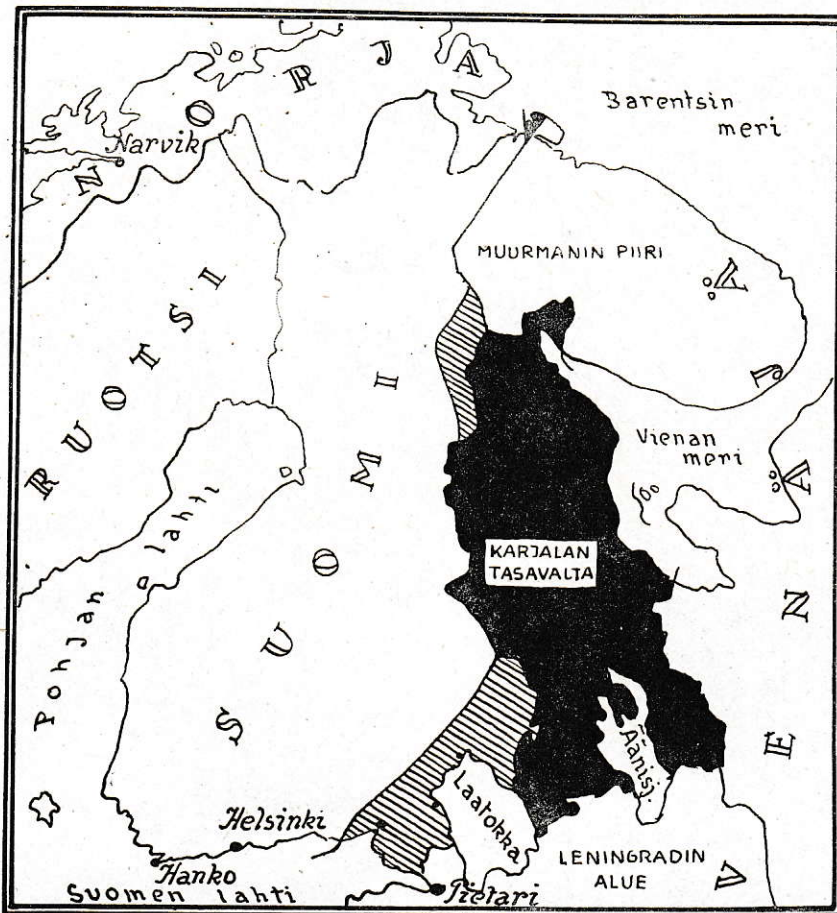 NORJA
Barentsin
meri
Narvik
MUURMANIN PIIRI
RUOTSI
SUOMI
Vienan
meri
VENÄJÄ
Pohjan lahti
KARJALAN
TASAVALTA
Äänisj.
Laatokka
Helsinki
Hanko
Suomen lahti
Pietari
LENINGRADIN
ALUE